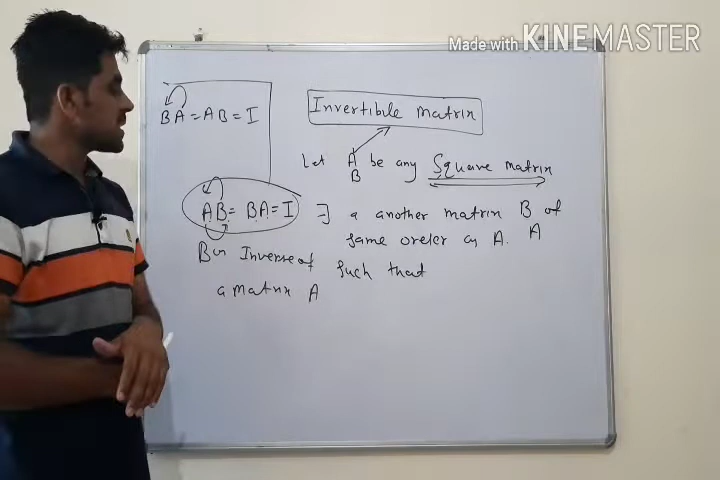 Made with KINEMASTER
BA = AB = I
Invertibile matrix
Let A be any Square matrix
B
AB = BA = I ∃ a another matrix B of
same order as A. A
B is Inverse of such that
a matrix A